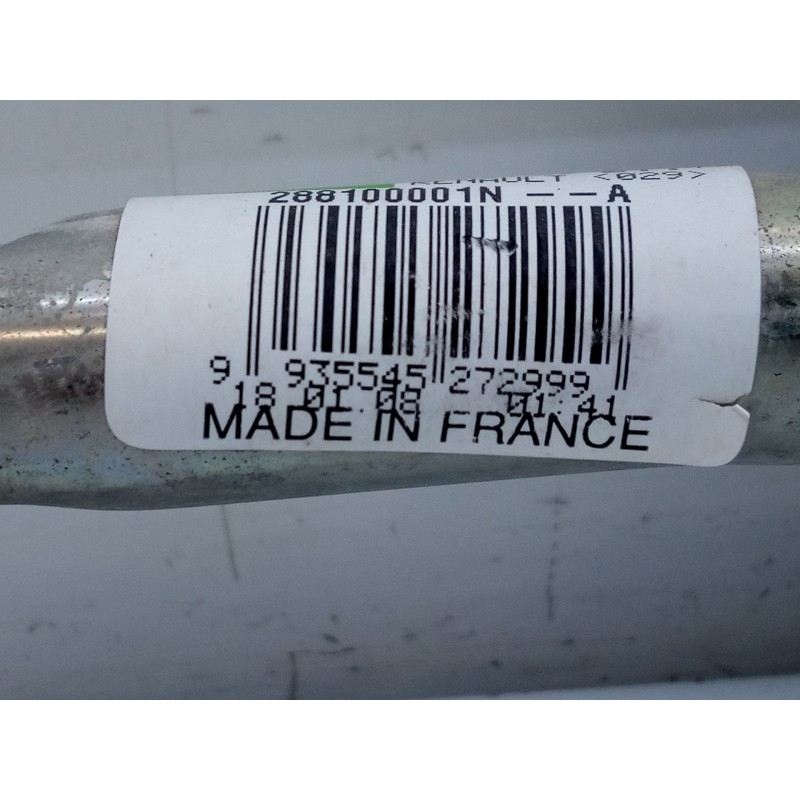 RENAULT <029>
288100001N --A
9 935545 272999
18 01 08 01:41
MADE IN FRANCE